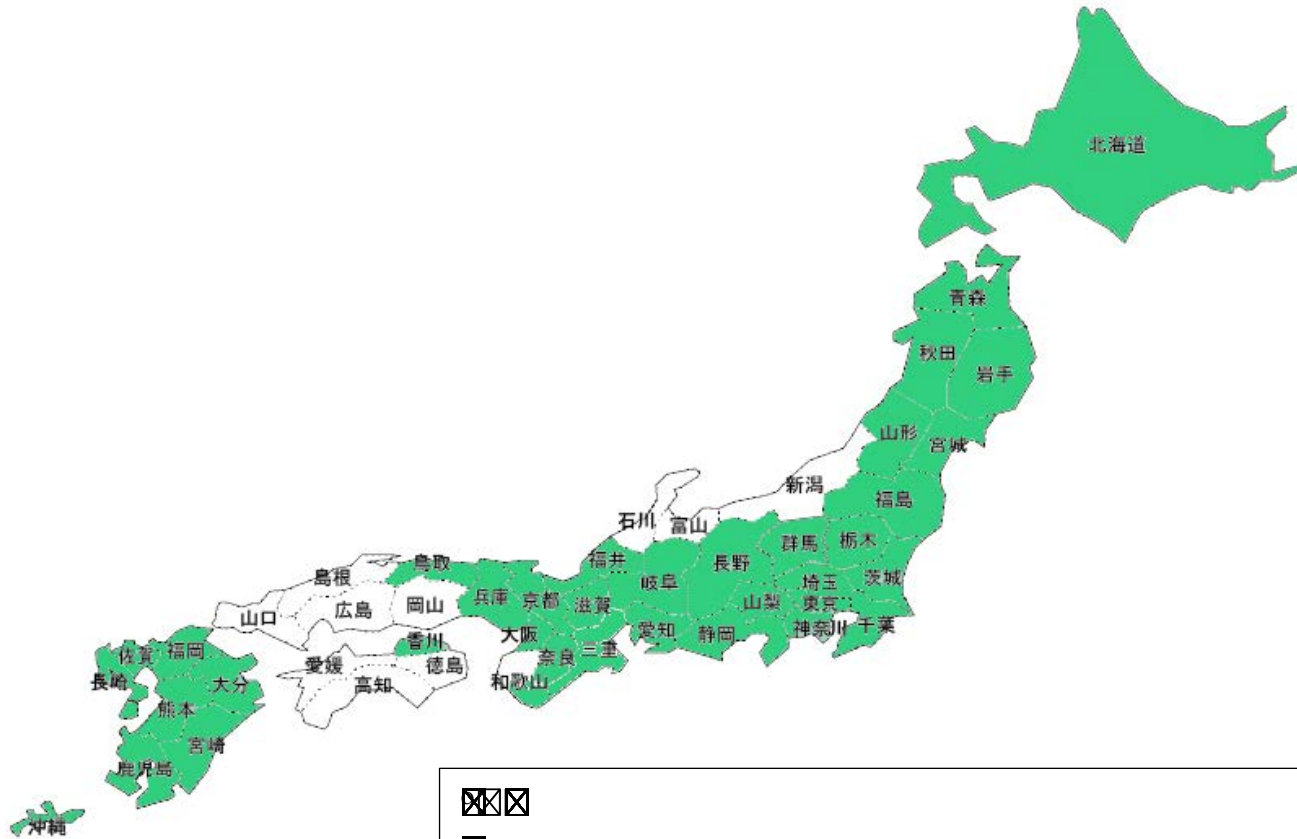 北海道
青森
秋田
岩手
山形
宮城
新潟
福島
石川
富山
福井
岐阜
長野
群馬
栃木
茨城
埼玉
東京
山梨
神奈川
千葉
静岡
愛知
滋賀
三重
京都
兵庫
大阪
奈良
和歌山
鳥取
島根
岡山
広島
山口
香川
徳島
愛媛
高知
福岡
佐賀
長崎
大分
熊本
宮崎
鹿児島
沖縄